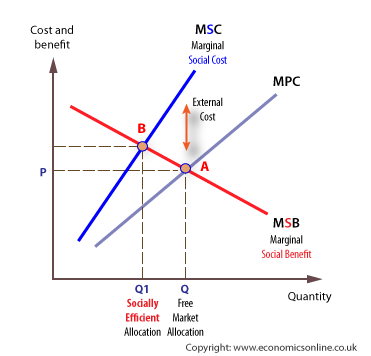 Cost and
benefit
MSC
Marginal
Social Cost
MPC
External
Cost
B
A
P
MSB
Marginal
Social Benefit
Q1
Socially
Efficient
Allocation
Q
Free
Market
Allocation
Quantity
Copyright: www.economicsonline.co.uk